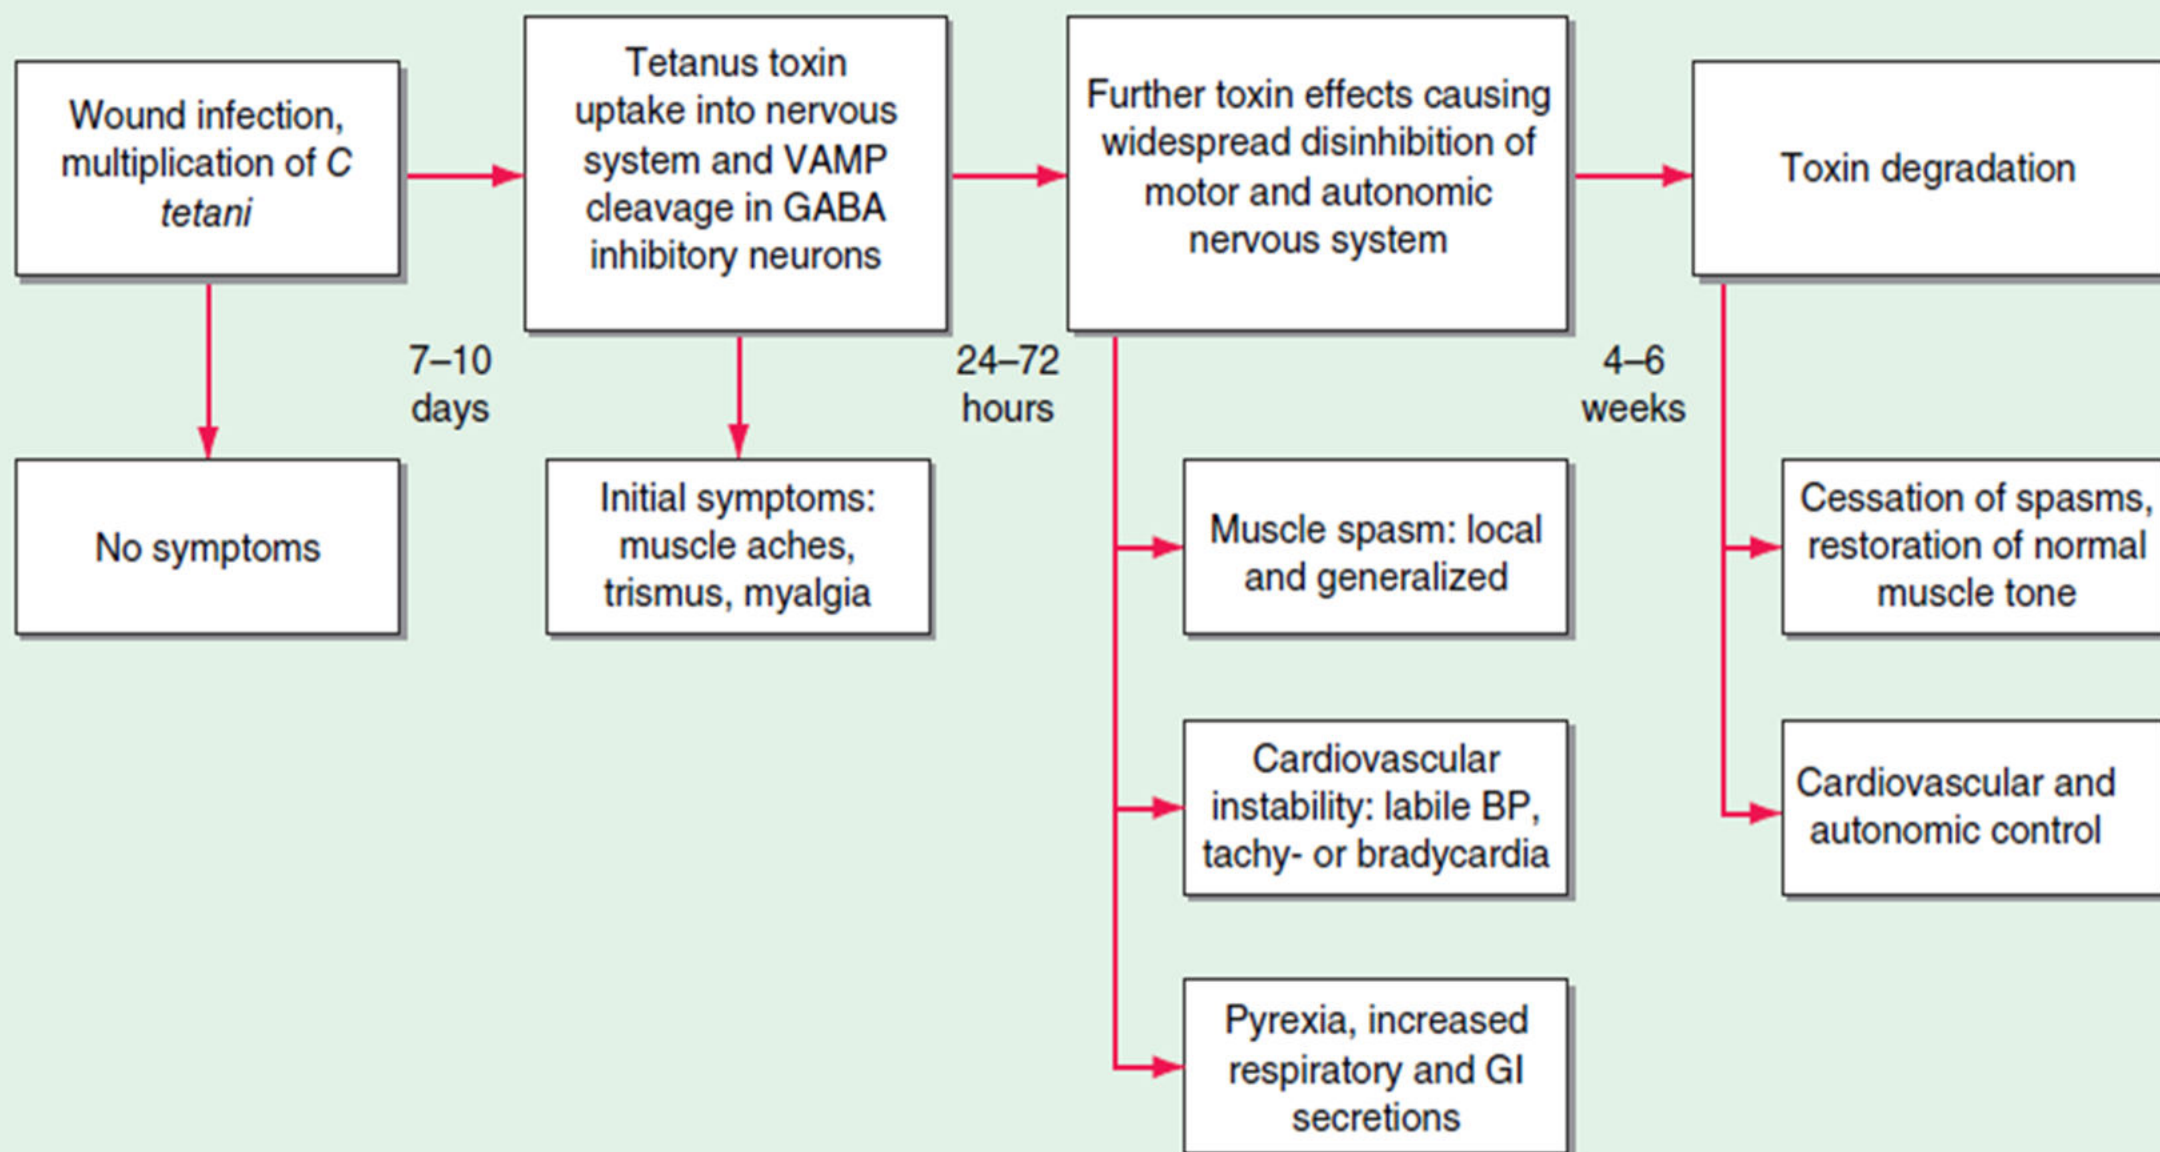 Wound infection,
multiplication of C
tetani
Tetanus toxin
uptake into nervous
system and VAMP
cleavage in GABA
inhibitory neurons
Further toxin effects causing
widespread disinhibition of
motor and autonomic
nervous system
Toxin degradation
7–10
days
24–72
hours
4–6
weeks
No symptoms
Initial symptoms:
muscle aches,
trismus, myalgia
Muscle spasm: local
and generalized
Cardiovascular
instability: labile BP,
tachy- or bradycardia
Pyrexia, increased
respiratory and GI
secretions
Cessation of spasms,
restoration of normal
muscle tone
Cardiovascular and
autonomic control